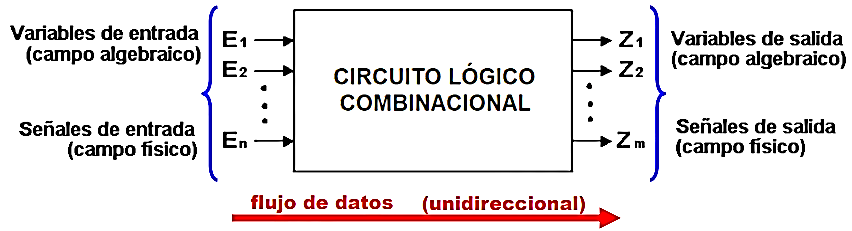 Variables de entrada
(campo algebraico)
Señales de entrada
(campo físico)
E1
E2
En
CIRCUITO LÓGICO
COMBINACIONAL
Z1
Z2
Zm
Variables de salida
(campo algebraico)
Señales de salida
(campo físico)
flujo de datos (unidireccional)